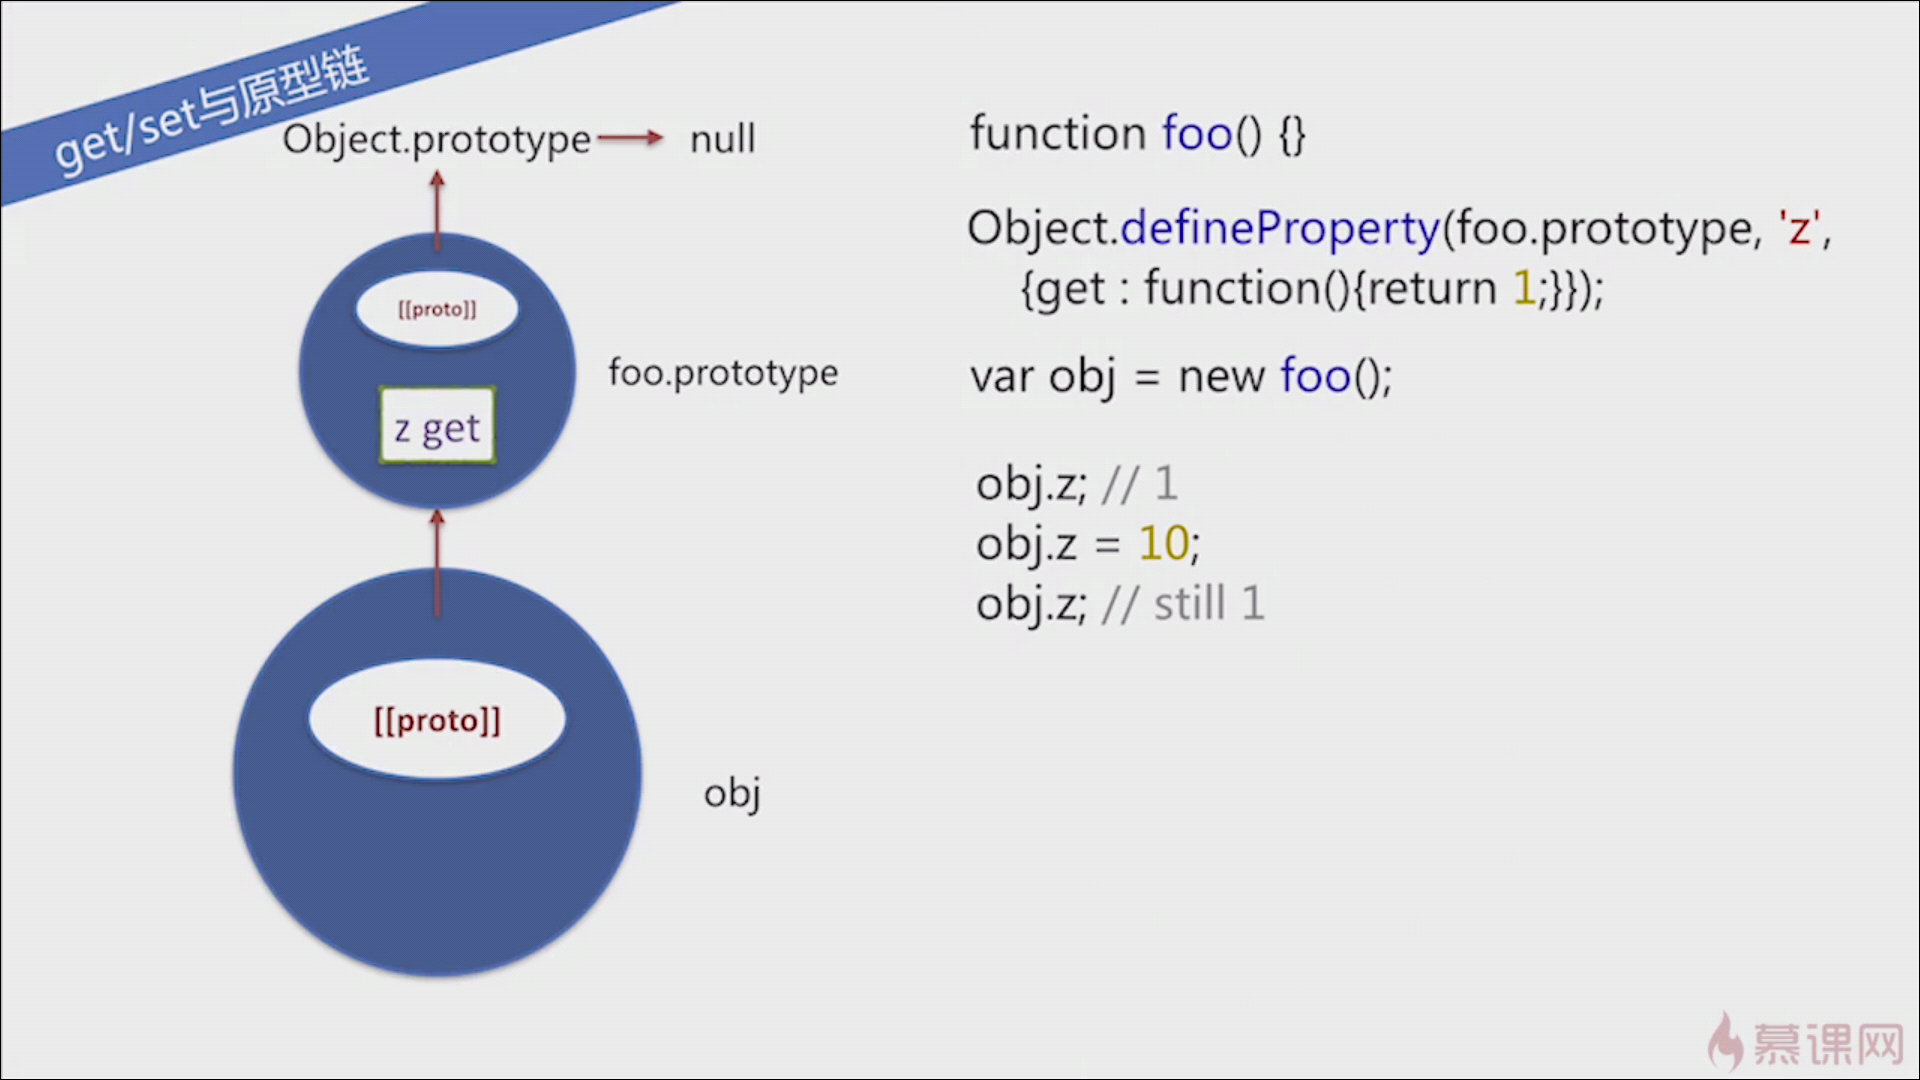 get/set与原型链
Object.prototype
null
[[proto]]
z get
foo.prototype
[[proto]]
obj
function foo() {}
Object.defineProperty(foo.prototype, 'z',
{get : function(){return 1;}});
var obj = new foo();
obj.z; // 1
obj.z = 10;
obj.z; // still 1
慕课网